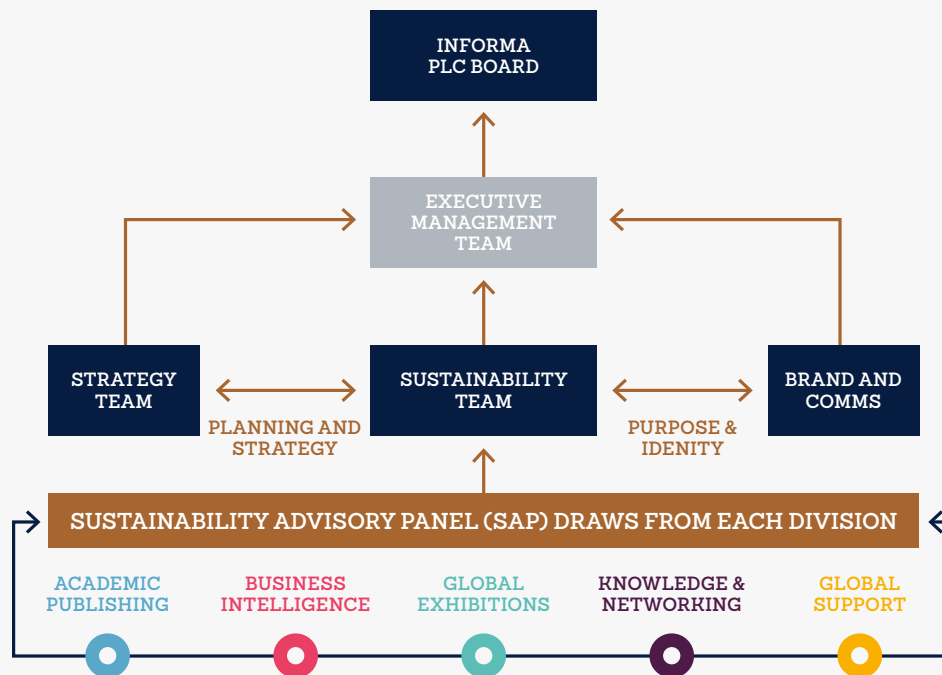 INFORMA
PLC BOARD
EXECUTIVE
MANAGEMENT
TEAM
STRATEGY
TEAM
SUSTAINABILITY
TEAM
BRAND AND
COMMS
PLANNING AND
STRATEGY
PURPOSE &
IDENITY
SUSTAINABILITY ADVISORY PANEL (SAP) DRAWS FROM EACH DIVISION
ACADEMIC
PUBLISHING
BUSINESS
INTELLIGENCE
GLOBAL
EXHIBITIONS
KNOWLEDGE &
NETWORKING
GLOBAL
SUPPORT